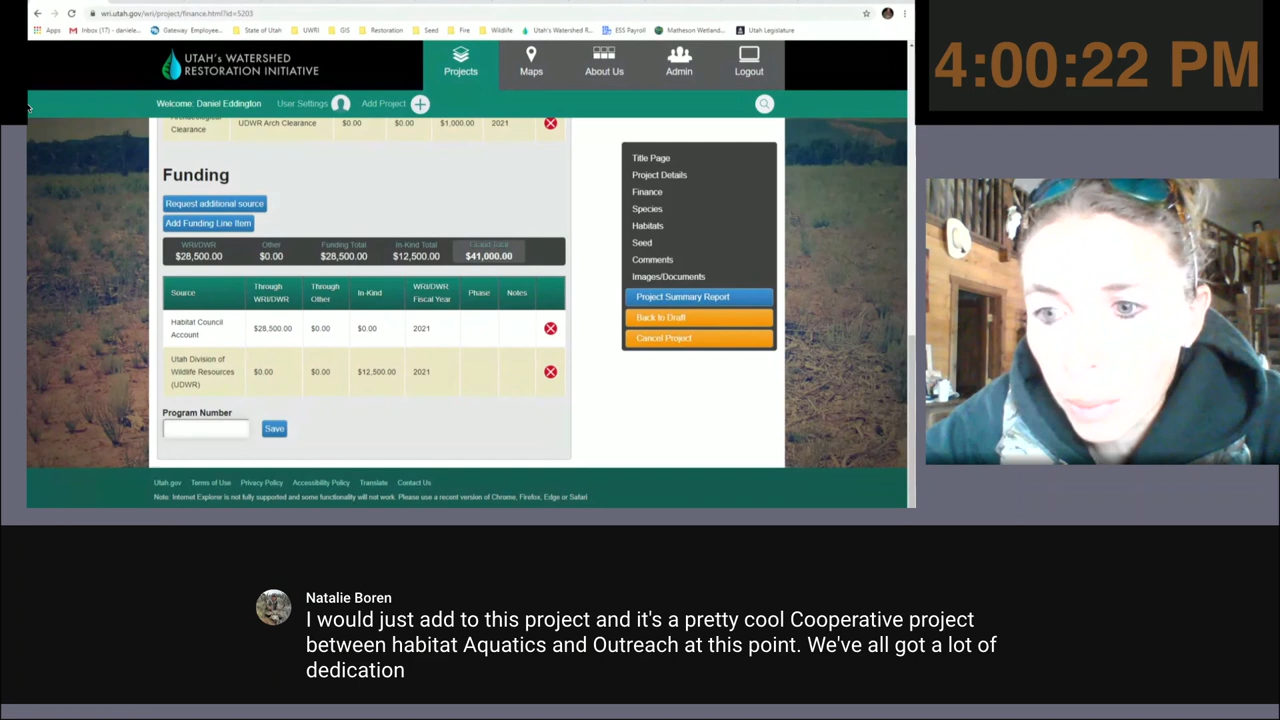 wri.utah.gov/wri/project/finance.html?id=5203
Apps Inbox (17) - daniele... Gateway Employee... State of Utah UWRI GIS Restoration Seed Fire Wildlife Utah's Watershed R... ESS Payroll Matheson Wetland... Utah Legislature
4:00:22 PM
UTAH'S WATERSHED
RESTORATION INITIATIVE
Projects Maps About Us Admin Logout
Welcome: Daniel Eddington User Settings Add Project
Archaeological
Clearance UDWR Arch Clearance $0.00 $0.00 $1,000.00 2021
Funding
Request additional source
Add Funding Line Item
WRI/DWR Other Funding Total In-Kind Total Grand Total
$28,500.00 $0.00 $28,500.00 $12,500.00 $41,000.00
Source Through WRI/DWR Through Other In-Kind WRI/DWR Fiscal Year Phase Notes
Habitat Council
Account $28,500.00 $0.00 $0.00 2021
Utah Division of
Wildlife Resources
(UDWR) $0.00 $0.00 $12,500.00 2021
Program Number
Save
Title Page
Project Details
Finance
Species
Habitats
Seed
Comments
Images/Documents
Project Summary Report
Back to Draft
Cancel Project
Utah.gov Terms of Use Privacy Policy Accessibility Policy Translate Contact Us
Note: Internet Explorer is not fully supported and some functionality will not work. Please use a recent version of Chrome, Firefox, Edge or Safari
Natalie Boren
I would just add to this project and it's a pretty cool Cooperative project
between habitat Aquatics and Outreach at this point. We've all got a lot of
dedication